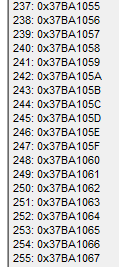 237: 0x37BA1055
238: 0x37BA1056
239: 0x37BA1057
240: 0x37BA1058
241: 0x37BA1059
242: 0x37BA105A
243: 0x37BA105B
244: 0x37BA105C
245: 0x37BA105D
246: 0x37BA105E
247: 0x37BA105F
248: 0x37BA1060
249: 0x37BA1061
250: 0x37BA1062
251: 0x37BA1063
252: 0x37BA1064
253: 0x37BA1065
254: 0x37BA1066
255: 0x37BA1067